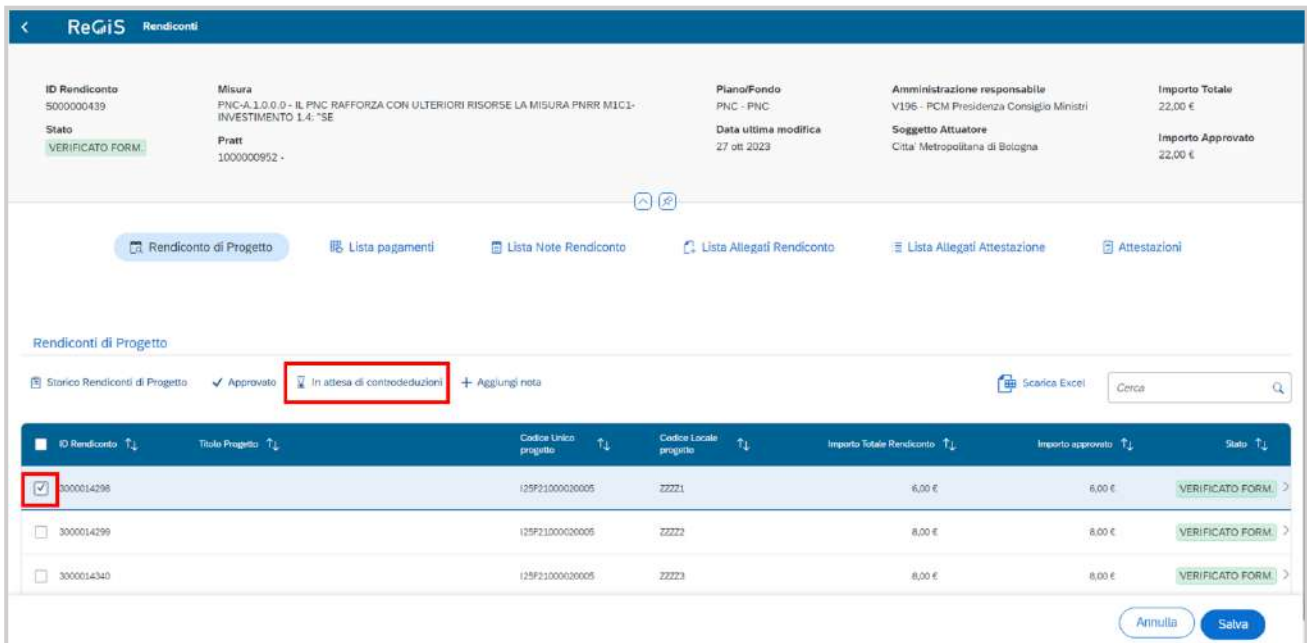 ReGiS Rendiconti
ID Rendiconto
5000000439
Stato
VERIFICATO FORM.
Misura
PNC-A.1.0.0.0 - IL PNC RAFFORZA CON ULTERIORI RISORSE LA MISURA PNRR M1C1-
INVESTIMENTO 1.4: "SE
Pratt
1000000952 -
Piano/Fondo
PNC - PNC
Data ultima modifica
27 ott 2023
Amministrazione responsabile
V196 - PCM Presidenza Consiglio Ministri
Soggetto Attuatore
Citta' Metropolitana di Bologna
Importo Totale
22,00 €
Importo Approvato
22,00 €
Rendiconto di Progetto Lista pagamenti Lista Note Rendiconto Lista Allegati Rendiconto Lista Allegati Attestazione Attestazioni
Rendiconti di Progetto
Storico Rendiconti di Progetto Approvato In attesa di controdeduzioni + Aggiungi nota Scarica Excel Cerca
ID Rendiconto Titolo Progetto Codice Unico progetto Codice Locale progetto Importo Totale Rendiconto Importo approvato Stato
3000014298 I25F21000020005 ZZZZ1 6,00 € 6,00 € VERIFICATO FORM.
3000014299 I25F21000020005 ZZZZ2 8,00 € 8,00 € VERIFICATO FORM.
3000014340 I25F21000020005 ZZZZ3 8,00 € 8,00 € VERIFICATO FORM.
Annulla Salva